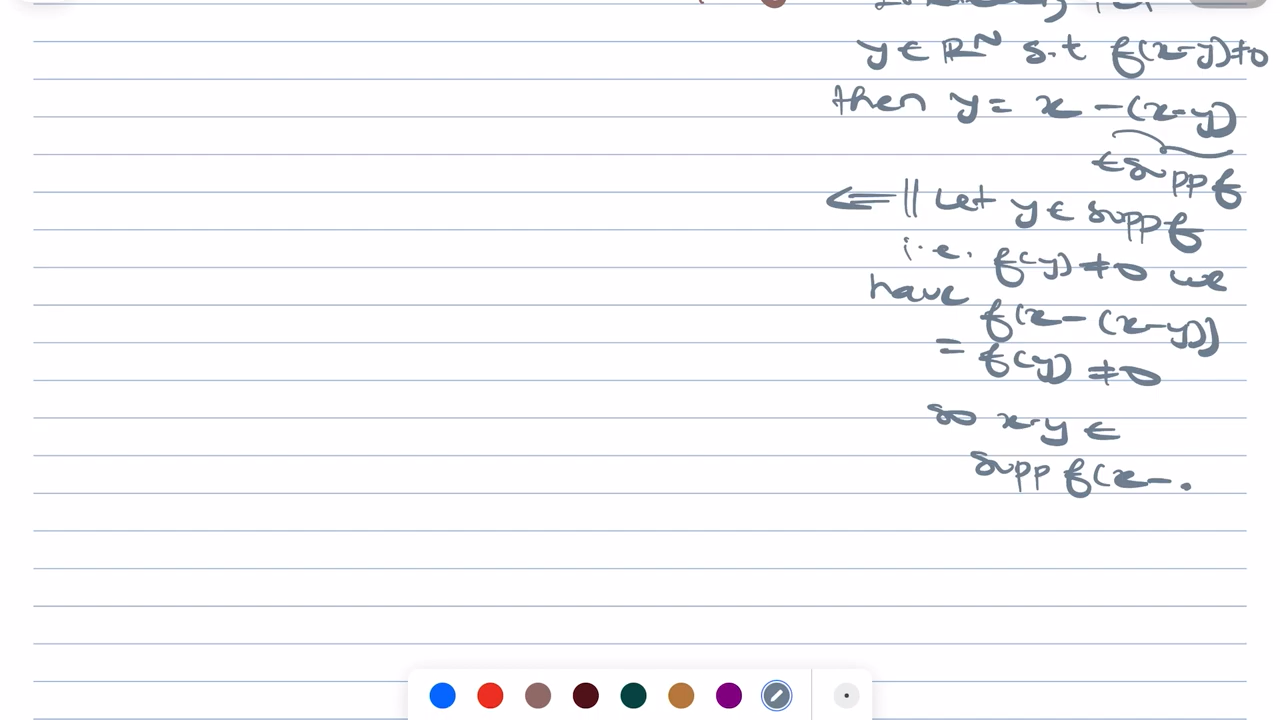 y ∈ ℝᴺ s.t f(x-y)≠0
then y = x -(x-y)
∈ supp f
⇐ || Let y ∈ supp f
i.e. f(y) ≠ 0 we
have
f(x - (x-y))
= f(y) ≠ 0
so x-y ∈
supp f(x - .